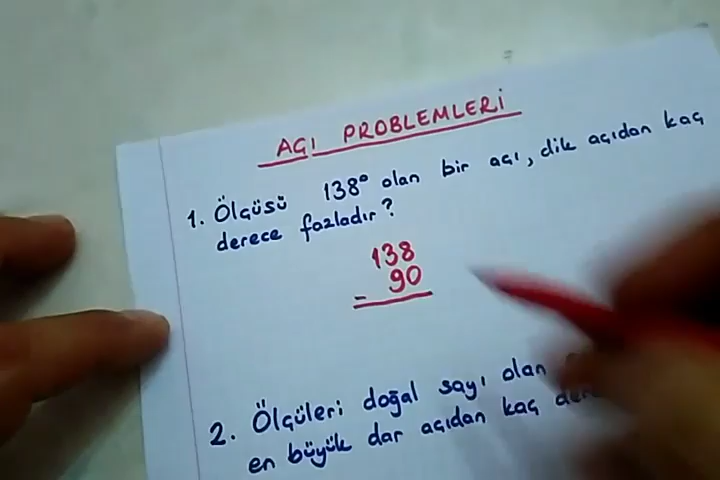 AÇI PROBLEMLERİ
1. Ölçüsü 138° olan bir açı, dik açıdan kaç
derece fazladır?
138
- 90
2. Ölçüleri doğal sayı olan
en büyük dar açıdan kaç